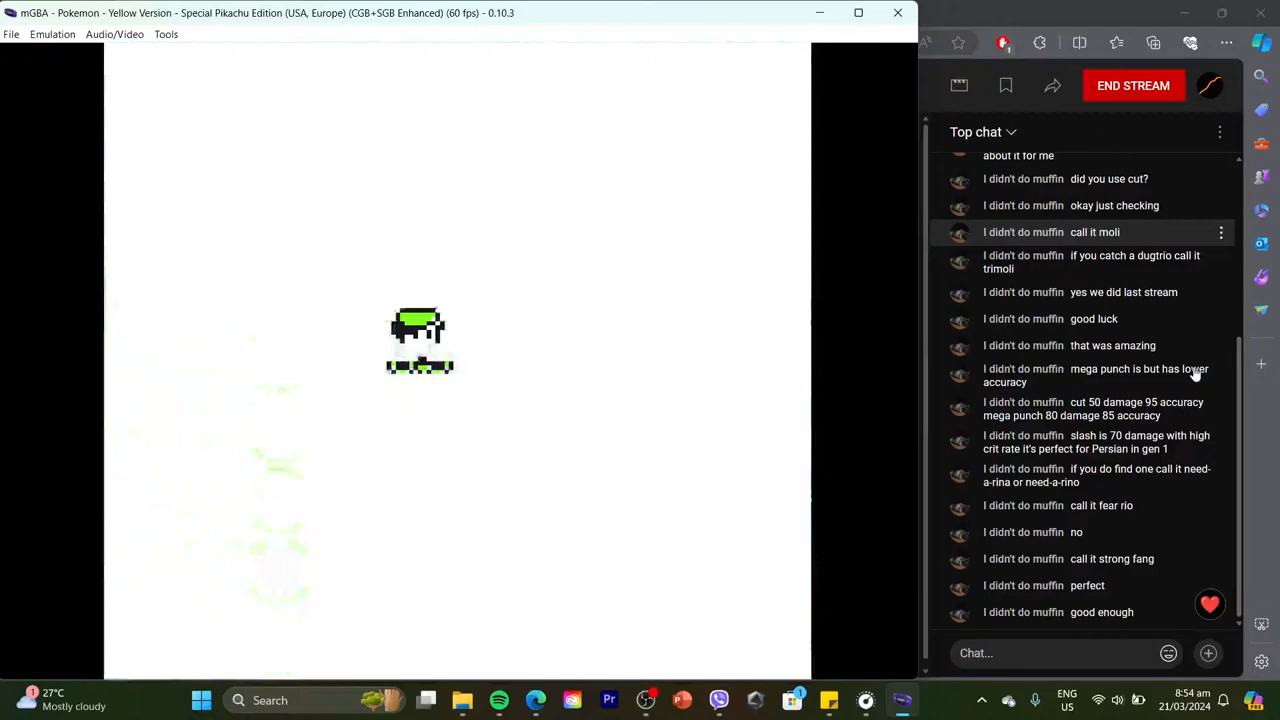 mGBA - Pokemon - Yellow Version - Special Pikachu Edition (USA, Europe) (CGB+SGB Enhanced) (60 fps) - 0.10.3
File Emulation Audio/Video Tools
1
END STREAM
Top chat
about it for me
I didn't do muffin did you use cut?
I didn't do muffin okay just checking
I didn't do muffin call it moli
I didn't do muffin if you catch a dugtrio call it
trimoli
I didn't do muffin yes we did last stream
I didn't do muffin good luck
I didn't do muffin that was amazing
I didn't do muffin mega punch is but has lower
accuracy
I didn't do muffin cut 50 damage 95 accuracy
mega punch 80 damage 85 accuracy
I didn't do muffin slash is 70 damage with high
crit rate it's perfect for Persian in gen 1
I didn't do muffin if you do find one call it need-
a-rina or need-a-rino
I didn't do muffin call it fear rio
I didn't do muffin no
I didn't do muffin call it strong fang
I didn't do muffin perfect
I didn't do muffin good enough
Chat...
1
27°C
Mostly cloudy
Search
Pr
1
ENG
US
8:54 am
21/03/2024